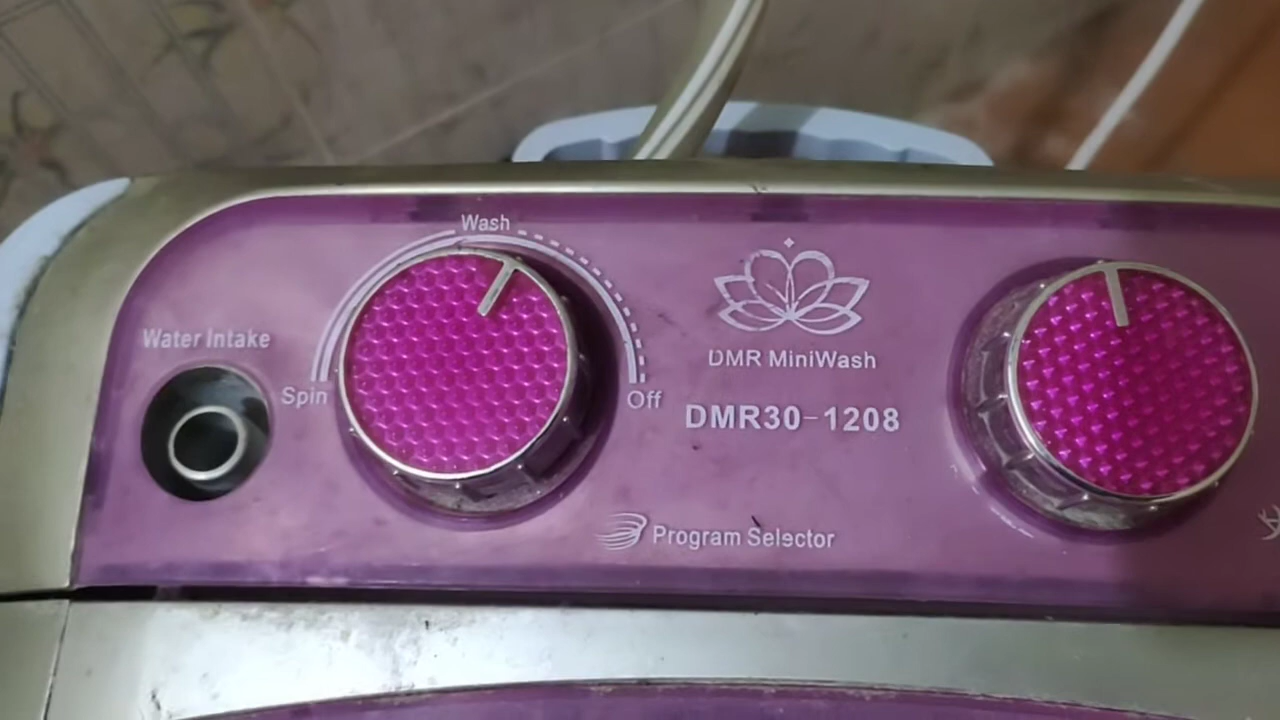 Wash
Water Intake
Spin
Off
DMR MiniWash
DMR30-1208
Program Selector